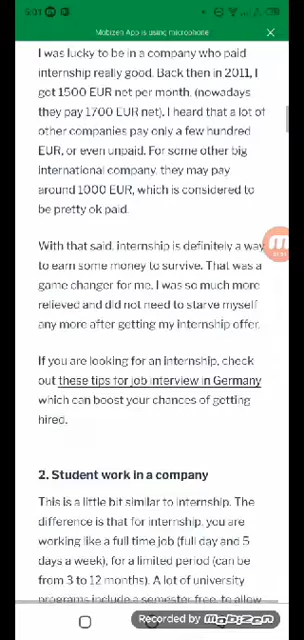 5:01
Mobizen App is using microphone
I was lucky to be in a company who paid
internship really good. Back then in 2011, I
got 1500 EUR net per month, (nowadays
they pay 1700 EUR net). I heard that a lot of
other companies pay only a few hundred
EUR, or even unpaid. For some other big
international company, they may pay
around 1000 EUR, which is considered to
be pretty ok paid.
With that said, internship is definitely a way
to earn some money to survive. That was a
game changer for me. I was so much more
relieved and did not need to starve myself
any more after getting my internship offer.
If you are looking for an internship, check
out these tips for job interview in Germany
which can boost your chances of getting
hired.
2. Student work in a company
This is a little bit similar to internship. The
difference is that for internship, you are
working like a full time job (full day and 5
days a week), for a limited period (can be
from 3 to 12 months). A lot of university
programs include a semester free, to allow
Recorded by mobizen